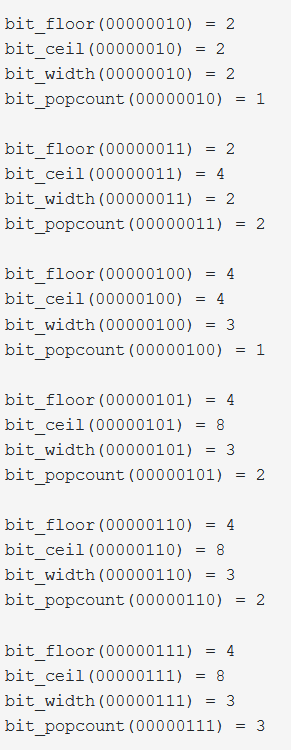 bit_floor(00000010) = 2
bit_ceil(00000010) = 2
bit_width(00000010) = 2
bit_popcount(00000010) = 1
bit_floor(00000011) = 2
bit_ceil(00000011) = 4
bit_width(00000011) = 2
bit_popcount(00000011) = 2
bit_floor(00000100) = 4
bit_ceil(00000100) = 4
bit_width(00000100) = 3
bit_popcount(00000100) = 1
bit_floor(00000101) = 4
bit_ceil(00000101) = 8
bit_width(00000101) = 3
bit_popcount(00000101) = 2
bit_floor(00000110) = 4
bit_ceil(00000110) = 8
bit_width(00000110) = 3
bit_popcount(00000110) = 2
bit_floor(00000111) = 4
bit_ceil(00000111) = 8
bit_width(00000111) = 3
bit_popcount(00000111) = 3